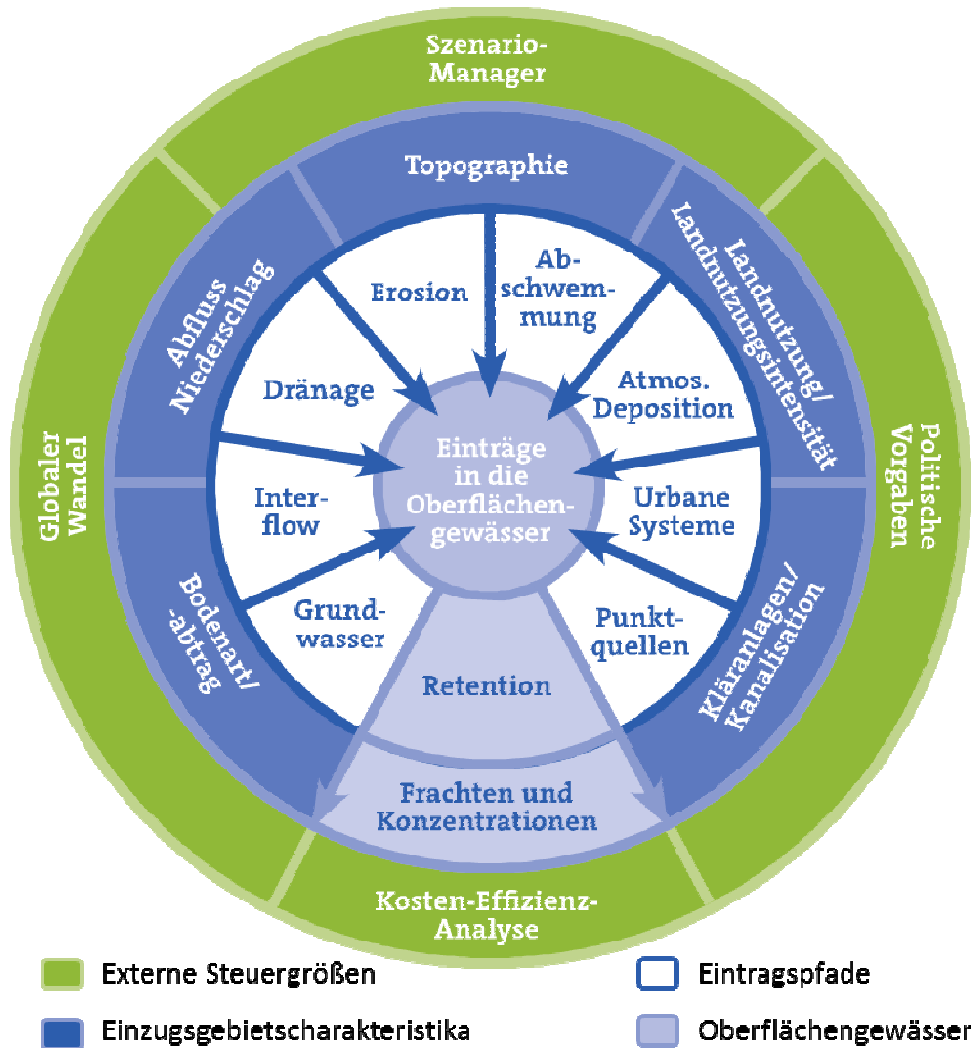 Szenario-
Manager
Topographie
Abfluss
Niederschlag
Landnutzung/
Landnutzungsintensität
Erosion
Ab-
schwem-
mung
Dränage
Atmos.
Deposition
Globaler
Wandel
Politische
Vorgaben
Einträge
in die
Oberflächen-
gewässer
Inter-
flow
Urbane
Systeme
Bodenart/
-abtrag
Grund-
wasser
Punkt-
quellen
Kläranlagen/
Kanalisation
Retention
Frachten und
Konzentrationen
Kosten-Effizienz-
Analyse
Externe Steuergrößen
Eintragspfade
Einzugsgebietscharakteristika
Oberflächengewässer